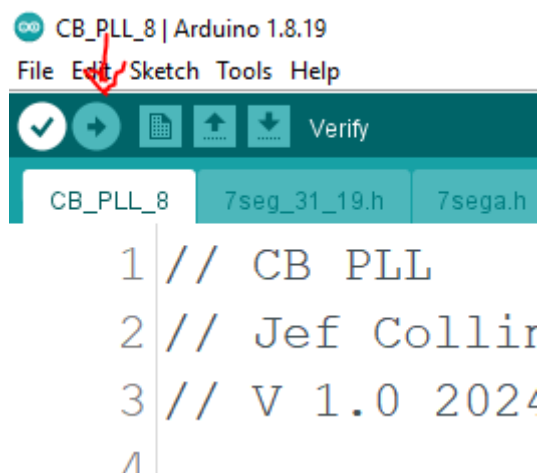 CB_PLL_8 | Arduino 1.8.19
File Edit Sketch Tools Help
Verify
CB_PLL_8 7seg_31_19.h 7sega.h
1 // CB PLL
2 // Jef Collin
3 // V 1.0 2024
4